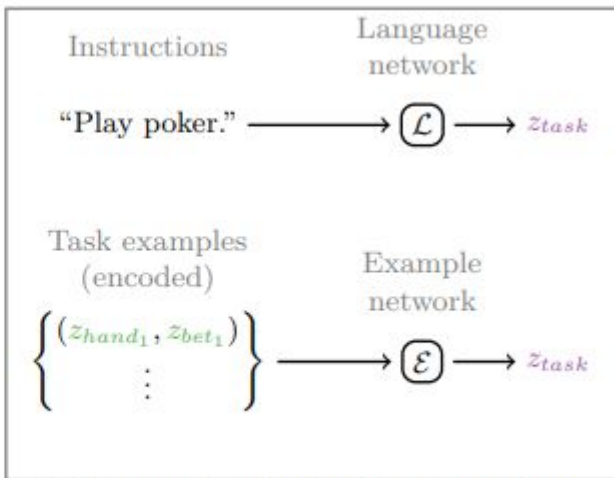 Instructions
Language
network
“Play poker.” ℒ z_task
Task examples
(encoded)
Example
network
{(z_hand₁, z_bet₁)
⋮} ℰ z_task